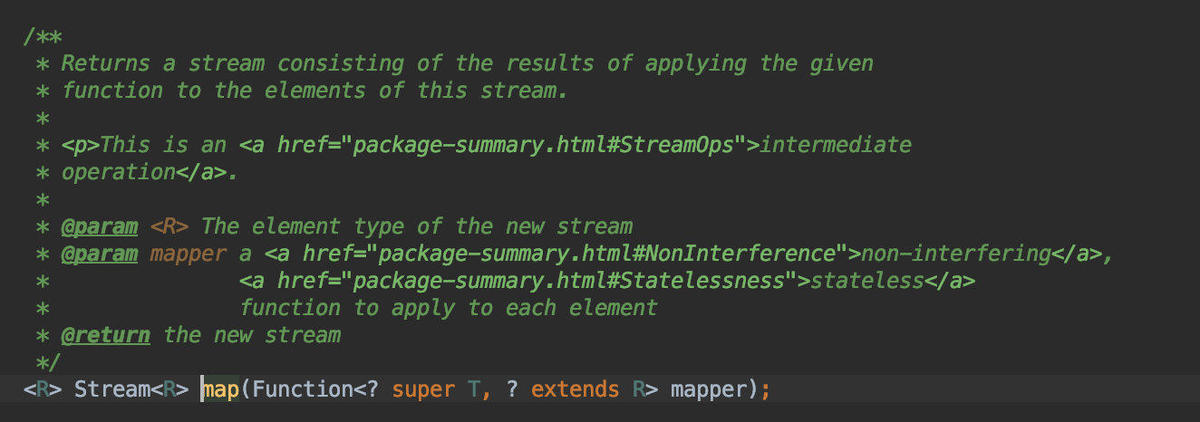 /**
 * Returns a stream consisting of the results of applying the given
 * function to the elements of this stream.
 *
 * <p>This is an <a href="package-summary.html#StreamOps">intermediate
 * operation</a>.
 *
 * @param <R> The element type of the new stream
 * @param mapper a <a href="package-summary.html#NonInterference">non-interfering</a>,
 *               <a href="package-summary.html#Statelessness">stateless</a>
 *               function to apply to each element
 * @return the new stream
 */
<R> Stream<R> map(Function<? super T, ? extends R> mapper);